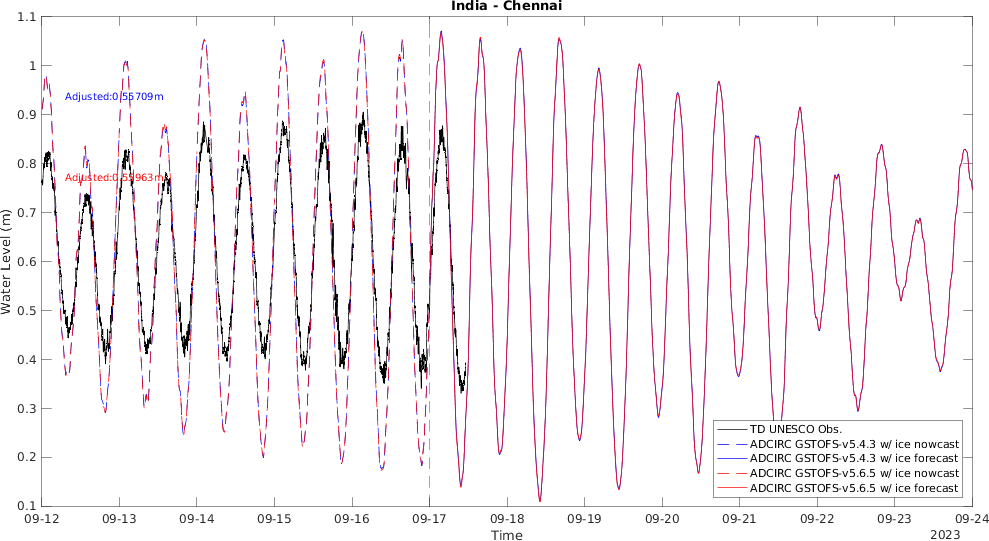 India - Chennai
1.1
1
0.9
0.8
0.7
0.6
0.5
0.4
0.3
0.2
0.1
Water Level (m)
Adjusted:0.55709m
Adjusted:0.55963m
TD UNESCO Obs.
ADCIRC GSTOFS-v5.4.3 w/ ice nowcast
ADCIRC GSTOFS-v5.4.3 w/ ice forecast
ADCIRC GSTOFS-v5.6.5 w/ ice nowcast
ADCIRC GSTOFS-v5.6.5 w/ ice forecast
09-12 09-13 09-14 09-15 09-16 09-17 09-18 09-19 09-20 09-21 09-22 09-23 09-24
Time
2023